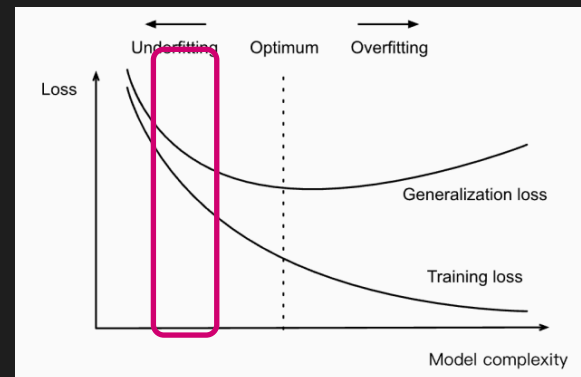 Underfitting Optimum Overfitting
Loss
Generalization loss
Training loss
Model complexity